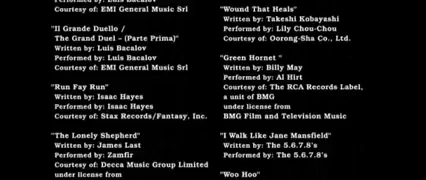 Performed by: Luis Bacalov
Courtesy of: EMI General Music Srl
"Il Grande Duello /
The Grand Duel – (Parte Prima)"
Written by: Luis Bacalov
Performed by: Luis Bacalov
Courtesy of: EMI General Music Srl
"Run Fay Run"
Written by: Isaac Hayes
Performed by: Isaac Hayes
Courtesy of: Stax Records/Fantasy, Inc.
"The Lonely Shepherd"
Written by: James Last
Performed by: Zamfir
Courtesy of: Decca Music Group Limited
under license from
"Wound That Heals"
Written by: Takeshi Kobayashi
Performed by: Lily Chou-Chou
Courtesy of: Oorong-Sha Co., Ltd.
"Green Hornet "
Written by: Billy May
Performed by: Al Hirt
Courtesy of: The RCA Records Label,
a unit of BMG
under license from
BMG Film and Television Music
"I Walk Like Jane Mansfield"
Written by: The 5.6.7.8's
Performed by: The 5.6.7.8's
"Woo Hoo"